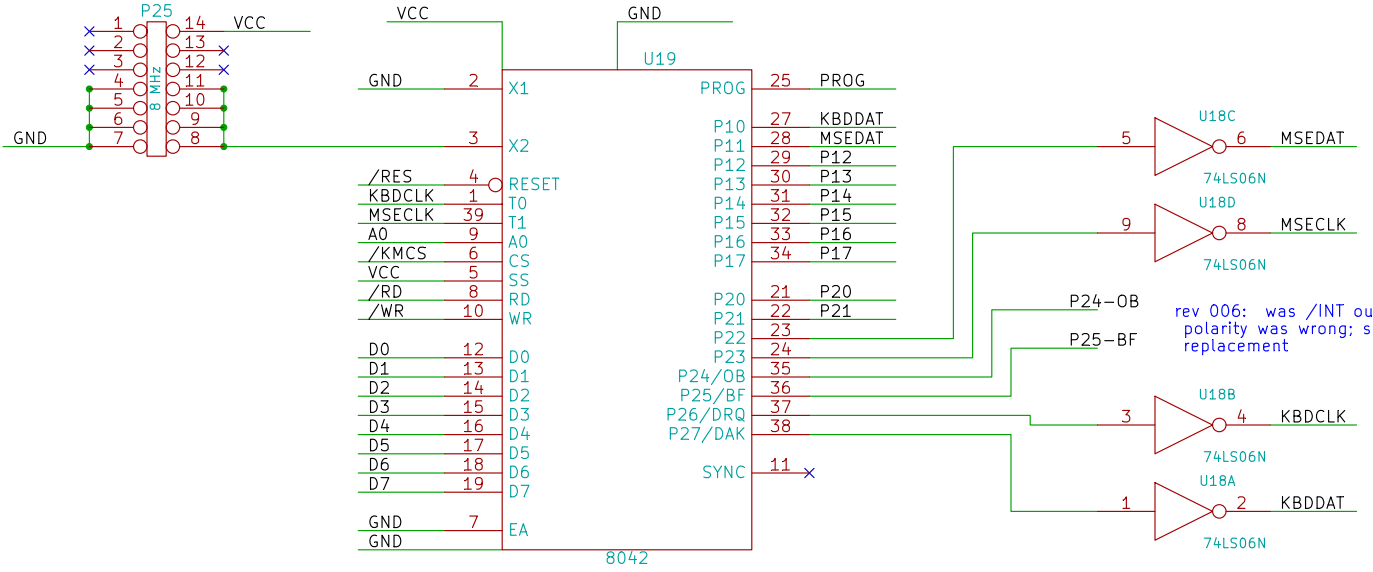 P25
1 14 VCC
2 13
3 12
4 11
5 10
6 9
GND 7 8
8 MHz
VCC
GND
U19
GND 2 X1
3 X2
/RES 4 RESET
KBDCLK 1 T0
MSECLK 39 T1
A0 9 A0
/KMCS 6 CS
VCC 5 SS
/RD 8 RD
/WR 10 WR
D0 12 D0
D1 13 D1
D2 14 D2
D3 15 D3
D4 16 D4
D5 17 D5
D6 18 D6
D7 19 D7
GND 7 EA
GND
PROG 25 PROG
P10 27 KBDDAT
P11 28 MSEDAT
P12 29 P12
P13 30 P13
P14 31 P14
P15 32 P15
P16 33 P16
P17 34 P17
P20 21 P20
P21 22 P21
P22 23
P23 24
P24/OB 35
P25/BF 36
P26/DRQ 37
P27/DAK 38
SYNC 11
8042
U18C
5 6 MSEDAT
74LS06N
U18D
9 8 MSECLK
74LS06N
P24-OB
P25-BF
rev 006: was /INT ou
polarity was wrong; s
replacement
U18B
3 4 KBDCLK
74LS06N
U18A
1 2 KBDDAT
74LS06N